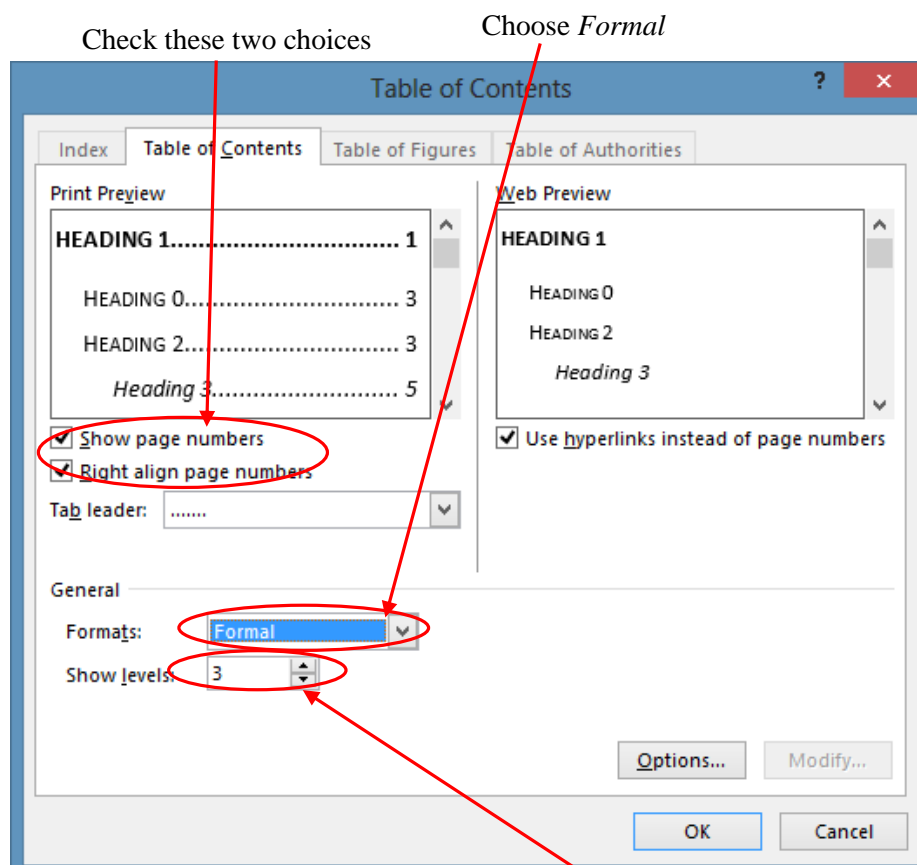 Check these two choices
Choose Formal
Table of Contents
?
Index
Table of Contents
Table of Figures
Table of Authorities
Print Preview
HEADING 1.................................... 1
HEADING 0.................................. 3
HEADING 2.................................. 3
Heading 3............................... 5
Web Preview
HEADING 1
HEADING 0
HEADING 2
Heading 3
Show page numbers
Right align page numbers
Use hyperlinks instead of page numbers
Tab leader: .......
General
Formats: Formal
Show levels: 3
Options...
Modify...
OK
Cancel